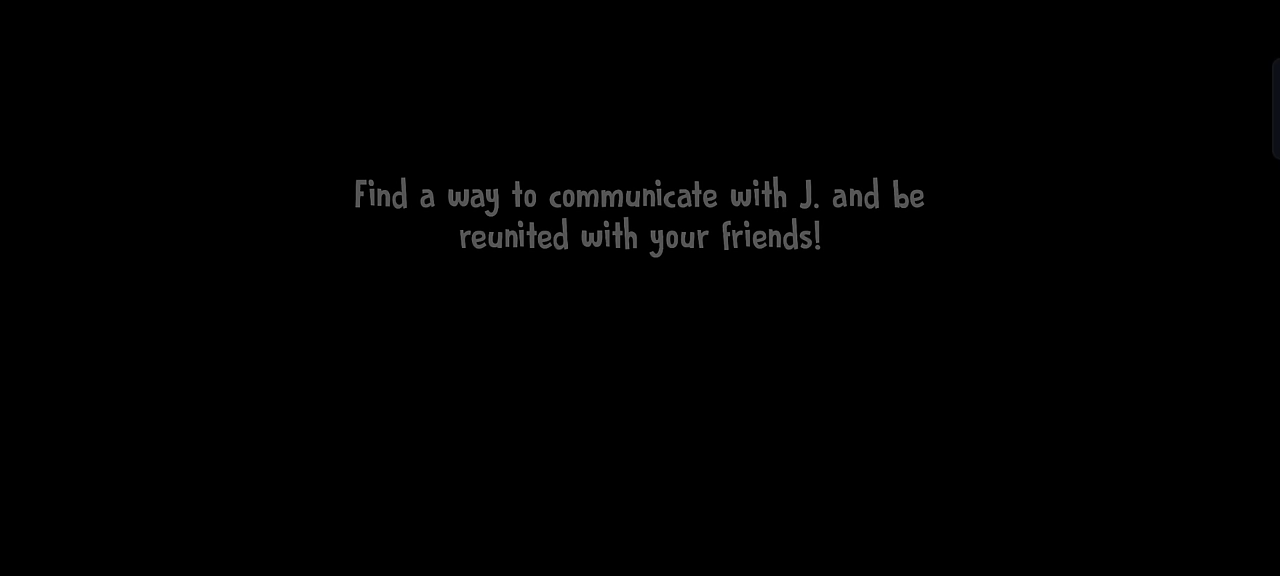 Find a way to communicate with J. and be
reunited with your friends!